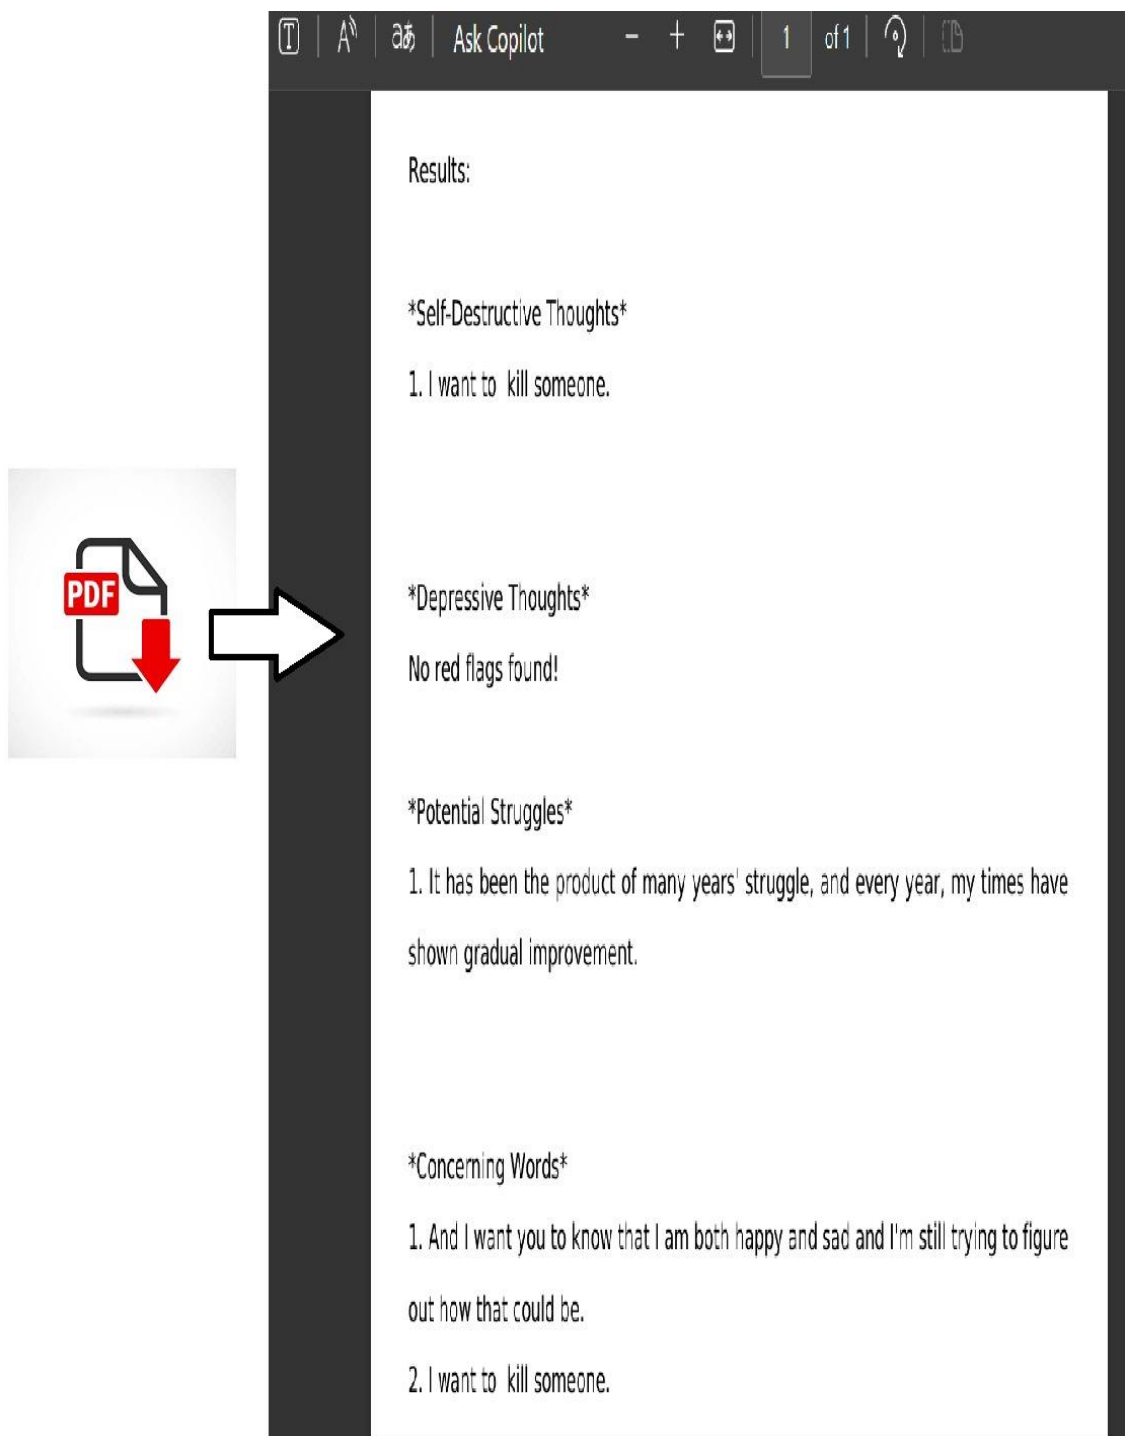 T A aあ Ask Copilot − + 1 of 1
Results:
*Self-Destructive Thoughts*
1. I want to  kill someone.
PDF
*Depressive Thoughts*
No red flags found!
*Potential Struggles*
1. It has been the product of many years' struggle, and every year, my times have
shown gradual improvement.
*Concerning Words*
1. And I want you to know that I am both happy and sad and I'm still trying to figure
out how that could be.
2. I want to  kill someone.